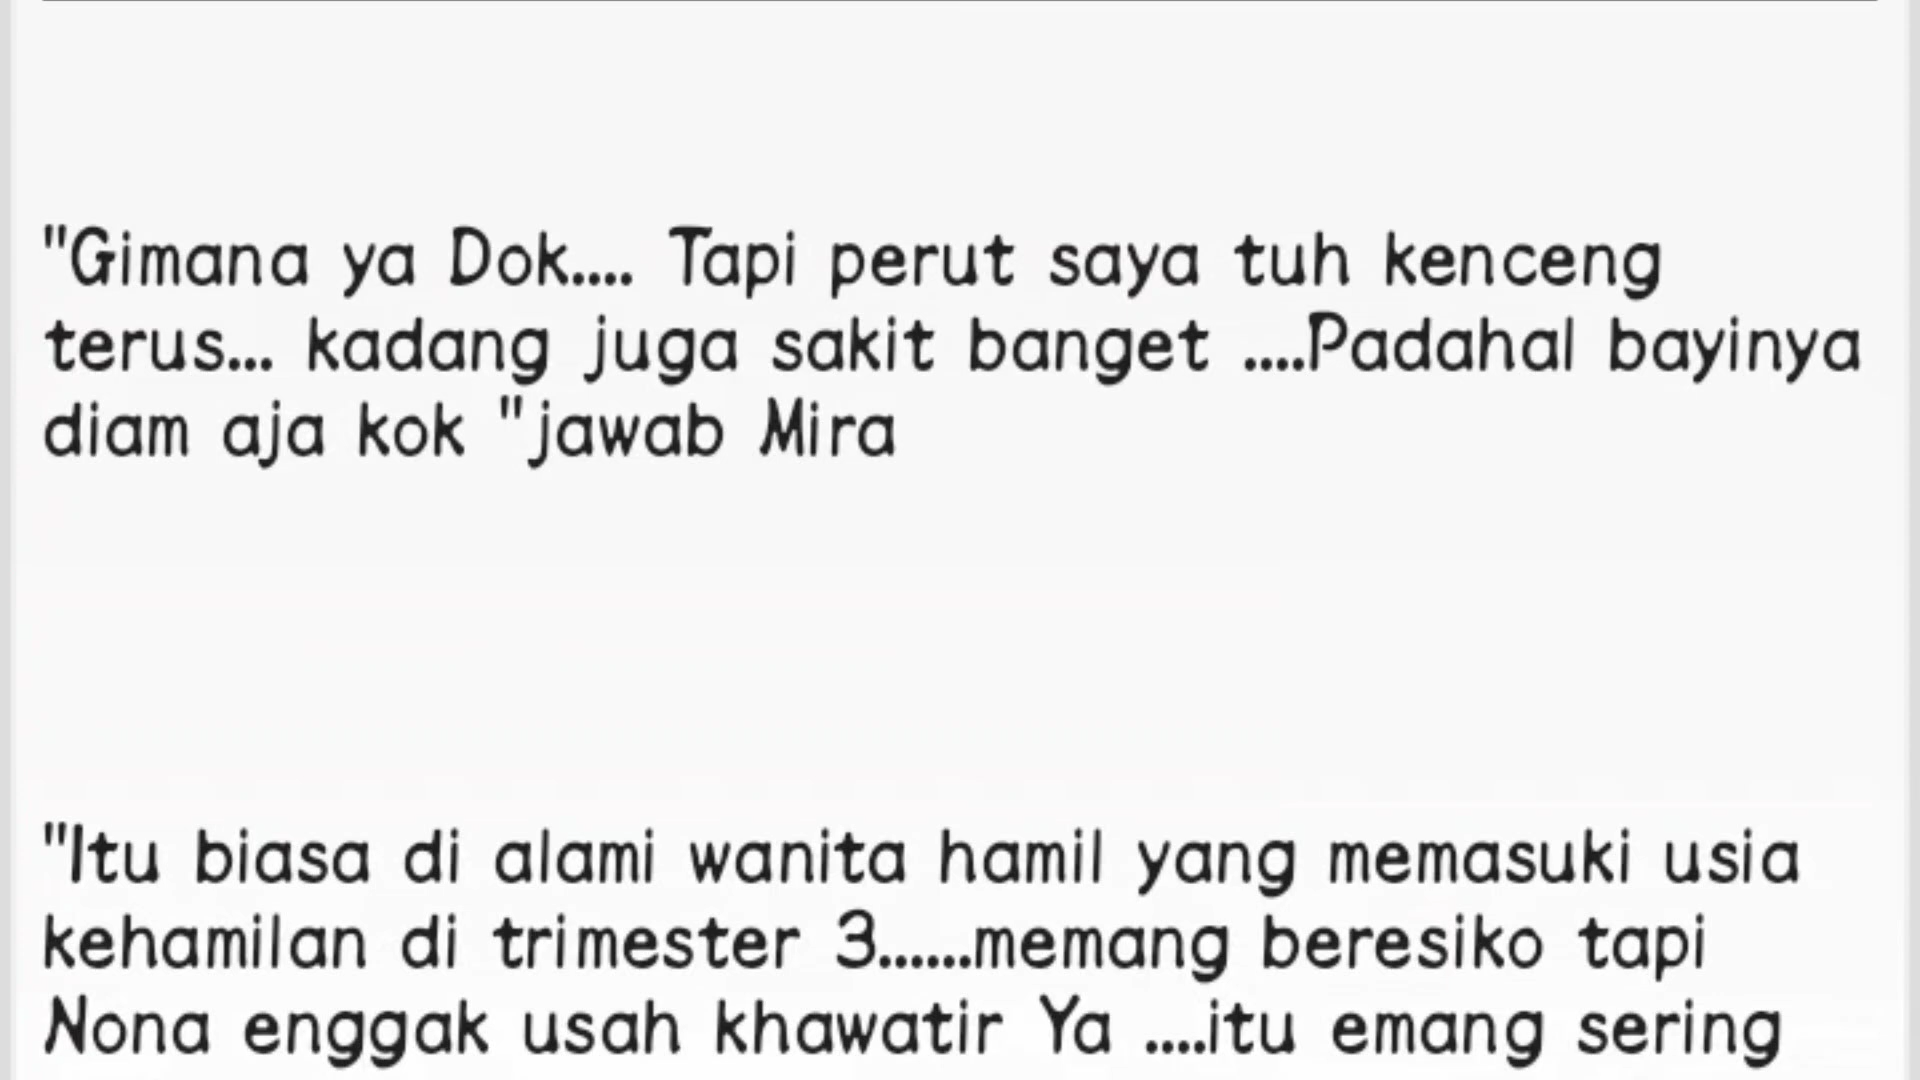 "Gimana ya Dok.... Tapi perut saya tuh kenceng
terus... kadang juga sakit banget ....Padahal bayinya
diam aja kok "jawab Mira
"Itu biasa di alami wanita hamil yang memasuki usia
kehamilan di trimester 3......memang beresiko tapi
Nona enggak usah khawatir Ya ....itu emang sering